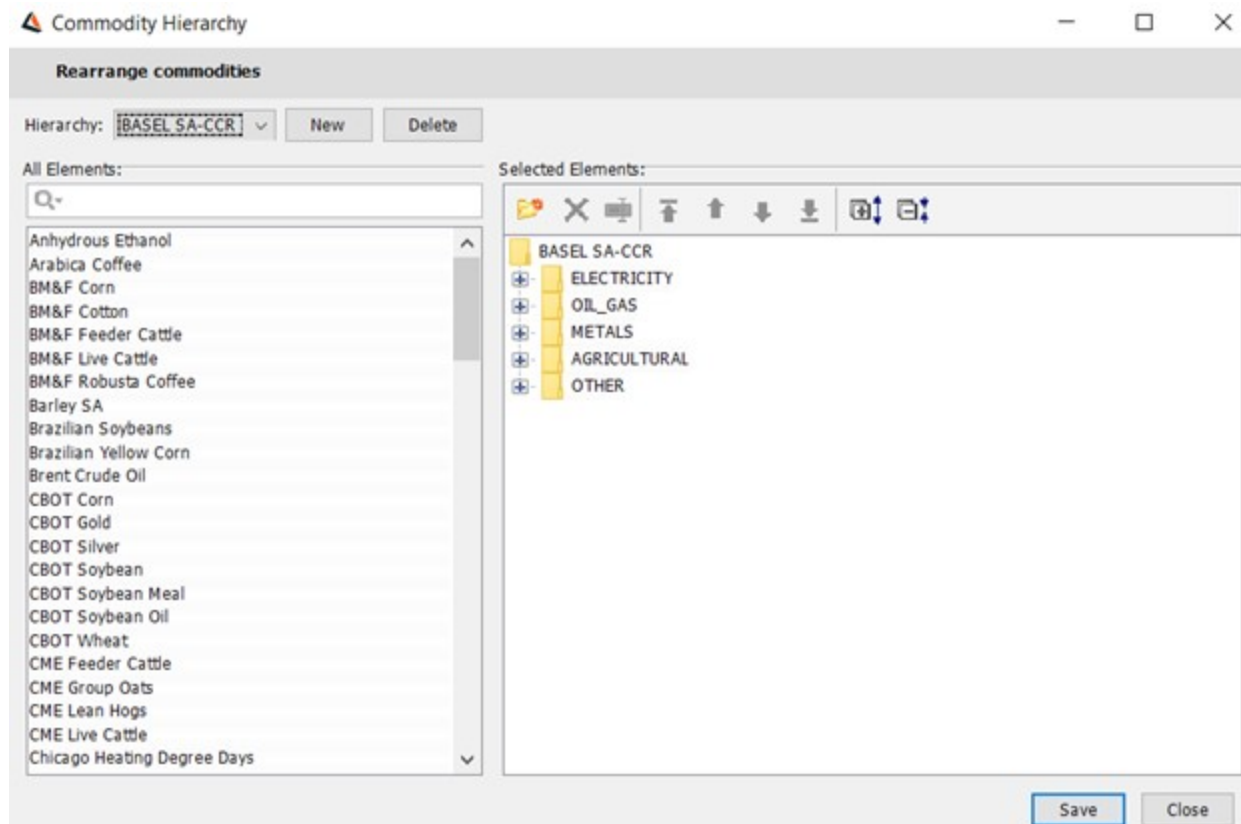 Commodity Hierarchy
Rearrange commodities
Hierarchy: BASEL SA-CCR New Delete
All Elements:
Anhydrous Ethanol
Arabica Coffee
BM&F Corn
BM&F Cotton
BM&F Feeder Cattle
BM&F Live Cattle
BM&F Robusta Coffee
Barley SA
Brazilian Soybeans
Brazilian Yellow Corn
Brent Crude Oil
CBOT Corn
CBOT Gold
CBOT Silver
CBOT Soybean
CBOT Soybean Meal
CBOT Soybean Oil
CBOT Wheat
CME Feeder Cattle
CME Group Oats
CME Lean Hogs
CME Live Cattle
Chicago Heating Degree Days
Selected Elements:
BASEL SA-CCR
ELECTRICITY
OIL_GAS
METALS
AGRICULTURAL
OTHER
Save Close